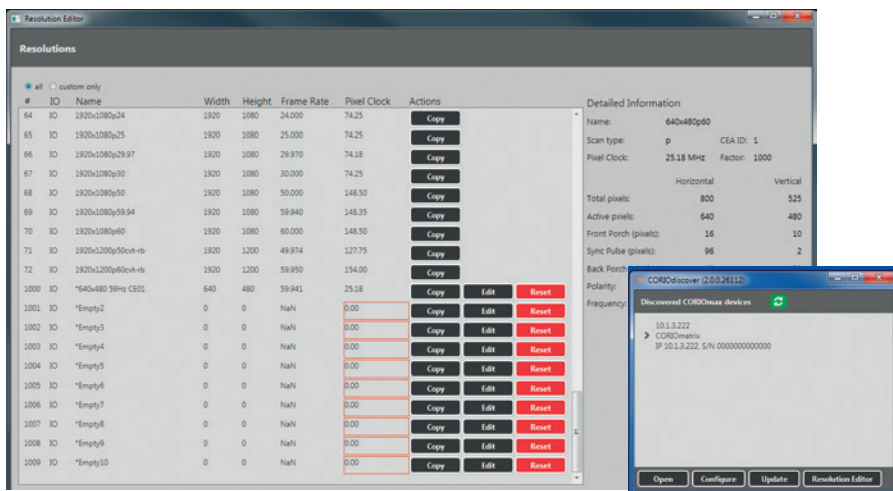 Resolution Editor
Resolutions
all custom only
# IO Name Width Height Frame Rate Pixel Clock Actions
64 IO 1920x1080p24 1920 1080 24.000 74.25 Copy
65 IO 1920x1080p25 1920 1080 25.000 74.25 Copy
66 IO 1920x1080p29.97 1920 1080 29.970 74.18 Copy
67 IO 1920x1080p30 1920 1080 30.000 74.25 Copy
68 IO 1920x1080p50 1920 1080 50.000 148.50 Copy
69 IO 1920x1080p59.94 1920 1080 59.940 148.35 Copy
70 IO 1920x1080p60 1920 1080 60.000 148.50 Copy
71 IO 1920x1200p50cvt-rb 1920 1200 49.974 127.75 Copy
72 IO 1920x1200p60cvt-rb 1920 1200 59.950 154.00 Copy
1000 IO *640x480 59Hz CE01 640 480 59.941 25.18 Copy Edit Reset
1001 IO *Empty2 0 0 NaN 0.00 Copy Edit Reset
1002 IO *Empty3 0 0 NaN 0.00 Copy Edit Reset
1003 IO *Empty4 0 0 NaN 0.00 Copy Edit Reset
1004 IO *Empty5 0 0 NaN 0.00 Copy Edit Reset
1005 IO *Empty6 0 0 NaN 0.00 Copy Edit Reset
1006 IO *Empty7 0 0 NaN 0.00 Copy Edit Reset
1007 IO *Empty8 0 0 NaN 0.00 Copy Edit Reset
1008 IO *Empty9 0 0 NaN 0.00 Copy Edit Reset
1009 IO *Empty10 0 0 NaN 0.00 Copy Edit Reset
Detailed Information
Name: 640x480p60
Scan type: p CEA ID: 1
Pixel Clock: 25.18 MHz Factor: 1000
Horizontal Vertical
Total pixels: 800 525
Active pxiels: 640 480
Front Porch (pixels): 16 10
Sync Pulse (pixels): 96 2
Back Porch
Polarity:
Frequency:
CORIOdiscover (2.0.0.26112)
Discovered CORIOmax devices
10.1.3.222
CORIOmatrix
IP 10.1.3.222, S/N 0000000000000
Open Configure Update Resolution Editor